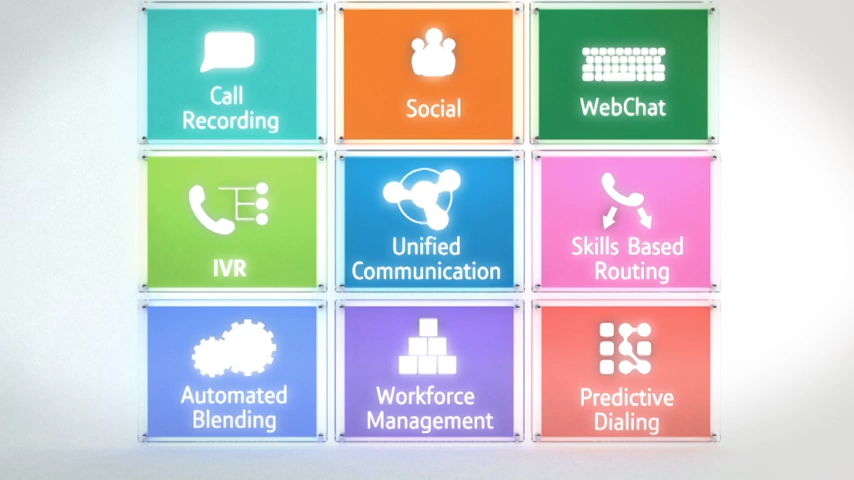 Call
Recording
Social
WebChat
IVR
Unified
Communication
Skills Based
Routing
Automated
Blending
Workforce
Management
Predictive
Dialing